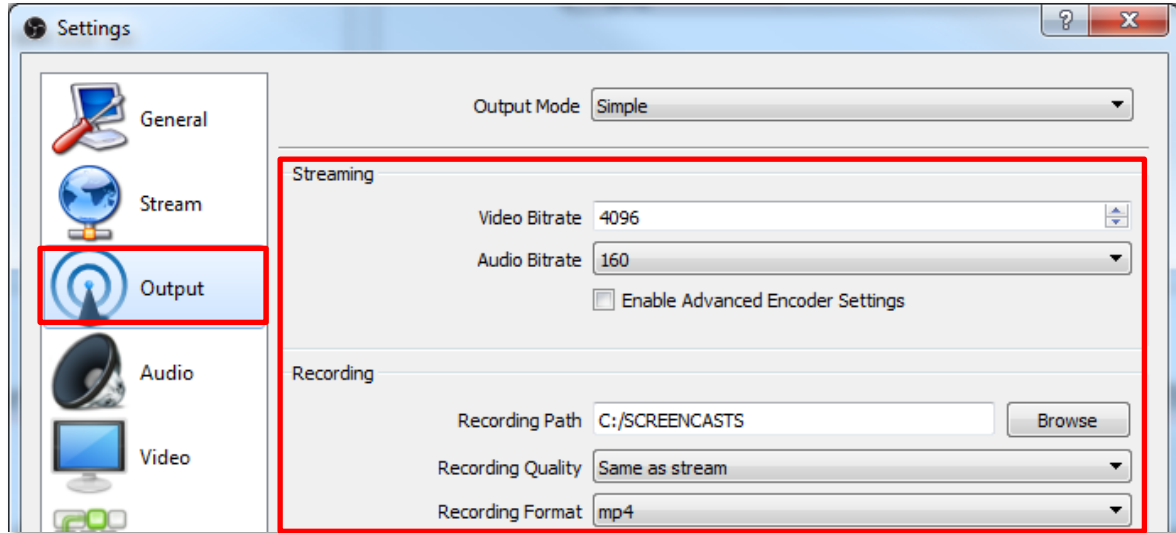 Settings
General
Stream
Output
Audio
Video
Output Mode Simple
Streaming
Video Bitrate 4096
Audio Bitrate 160
Enable Advanced Encoder Settings
Recording
Recording Path C:/SCREENCASTS Browse
Recording Quality Same as stream
Recording Format mp4